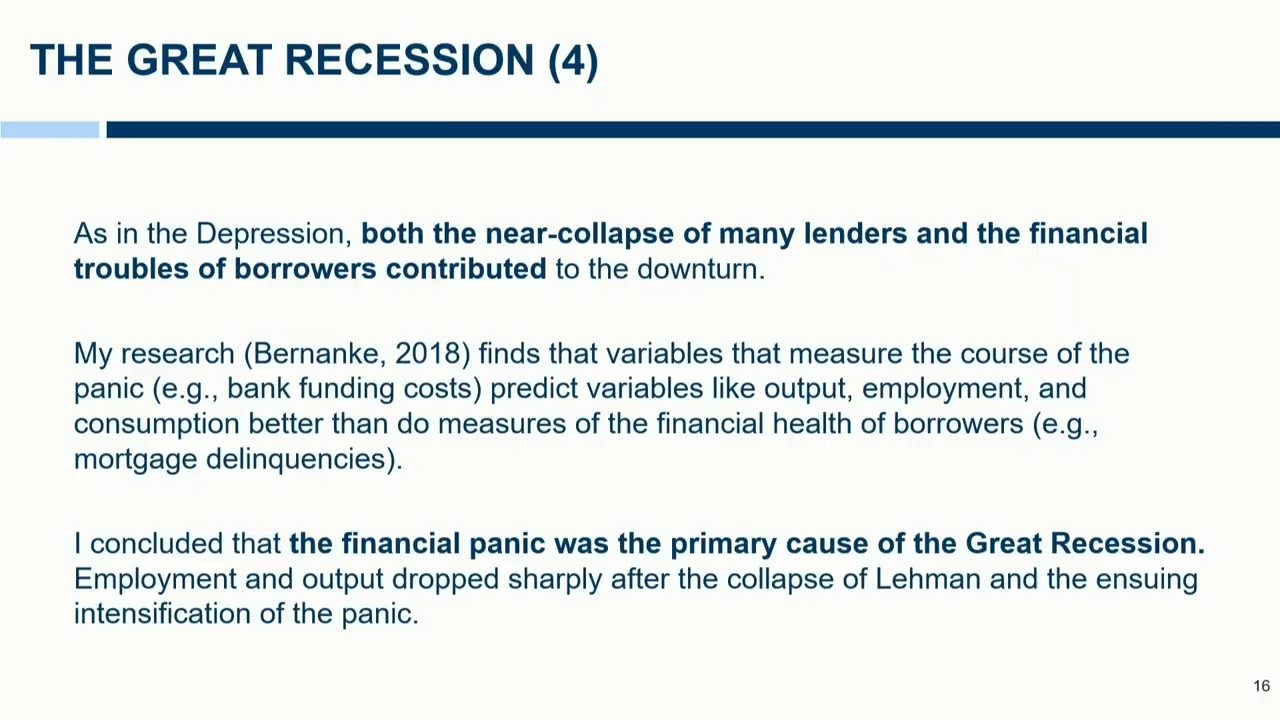 THE GREAT RECESSION (4)
As in the Depression, both the near-collapse of many lenders and the financial
troubles of borrowers contributed to the downturn.
My research (Bernanke, 2018) finds that variables that measure the course of the
panic (e.g., bank funding costs) predict variables like output, employment, and
consumption better than do measures of the financial health of borrowers (e.g.,
mortgage delinquencies).
I concluded that the financial panic was the primary cause of the Great Recession.
Employment and output dropped sharply after the collapse of Lehman and the ensuing
intensification of the panic.
16